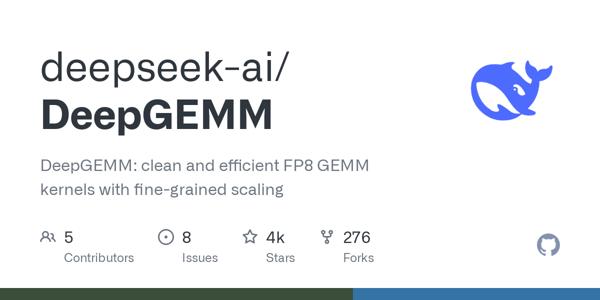 deepseek-ai/
DeepGEMM
DeepGEMM: clean and efficient FP8 GEMM
kernels with fine-grained scaling
5
Contributors
8
Issues
4k
Stars
276
Forks